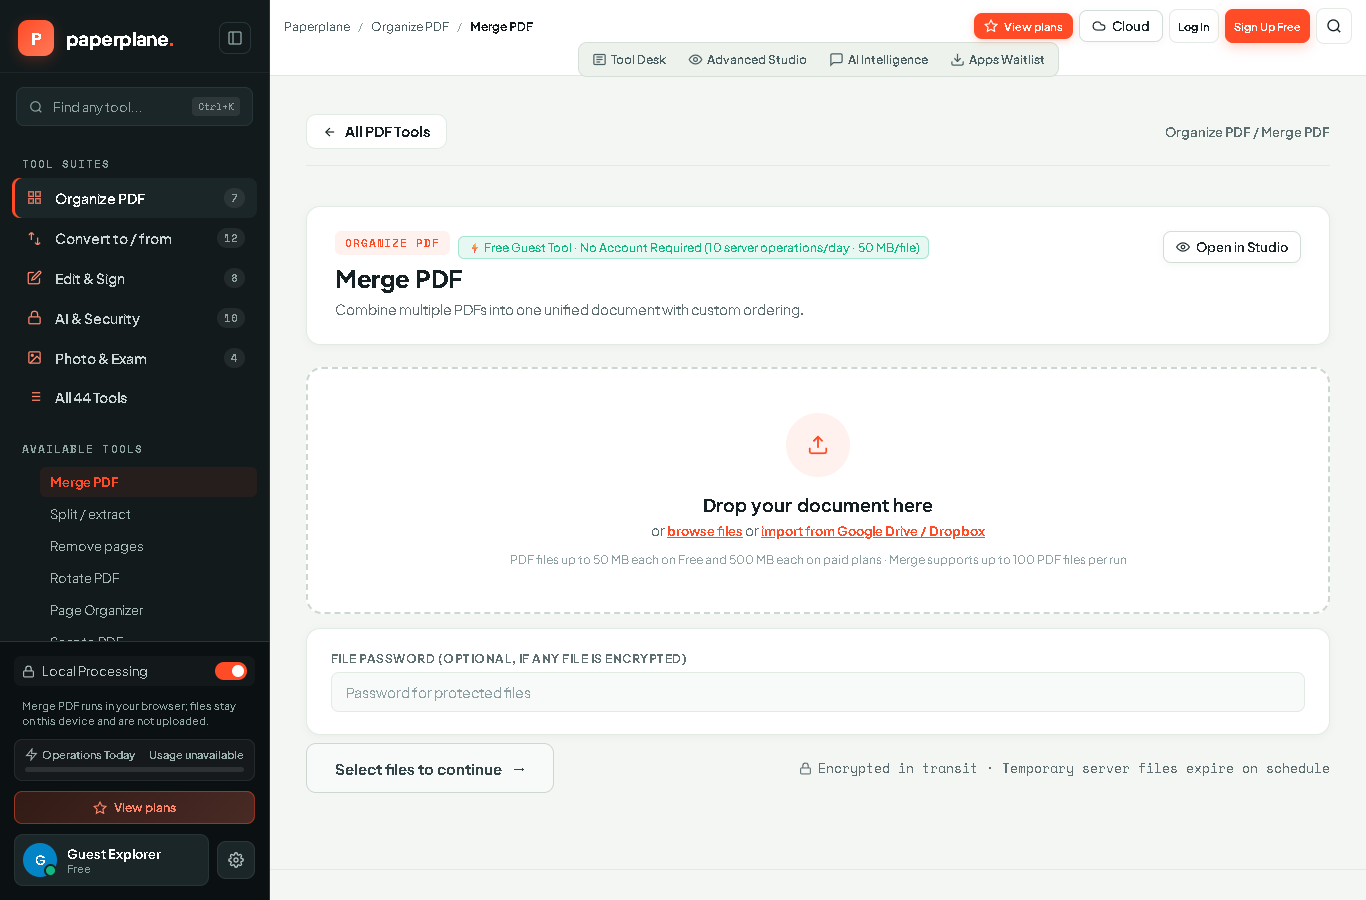 P paperplane.
Find any tool... Ctrl+K
TOOL SUITES
Organize PDF 7
Convert to / from 12
Edit & Sign 8
AI & Security 10
Photo & Exam 4
All 44 Tools
AVAILABLE TOOLS
Merge PDF
Split / extract
Remove pages
Rotate PDF
Page Organizer
Local Processing
Merge PDF runs in your browser; files stay
on this device and are not uploaded.
Operations Today Usage unavailable
View plans
G Guest Explorer
Free
Paperplane / Organize PDF / Merge PDF
View plans Cloud Log In Sign Up Free
Tool Desk Advanced Studio AI Intelligence Apps Waitlist
← All PDF Tools
Organize PDF / Merge PDF
ORGANIZE PDF Free Guest Tool · No Account Required (10 server operations/day · 50 MB/file)
Open in Studio
Merge PDF
Combine multiple PDFs into one unified document with custom ordering.
Drop your document here
or browse files or import from Google Drive / Dropbox
PDF files up to 50 MB each on Free and 500 MB each on paid plans · Merge supports up to 100 PDF files per run
FILE PASSWORD (OPTIONAL, IF ANY FILE IS ENCRYPTED)
Password for protected files
Select files to continue →
Encrypted in transit · Temporary server files expire on schedule